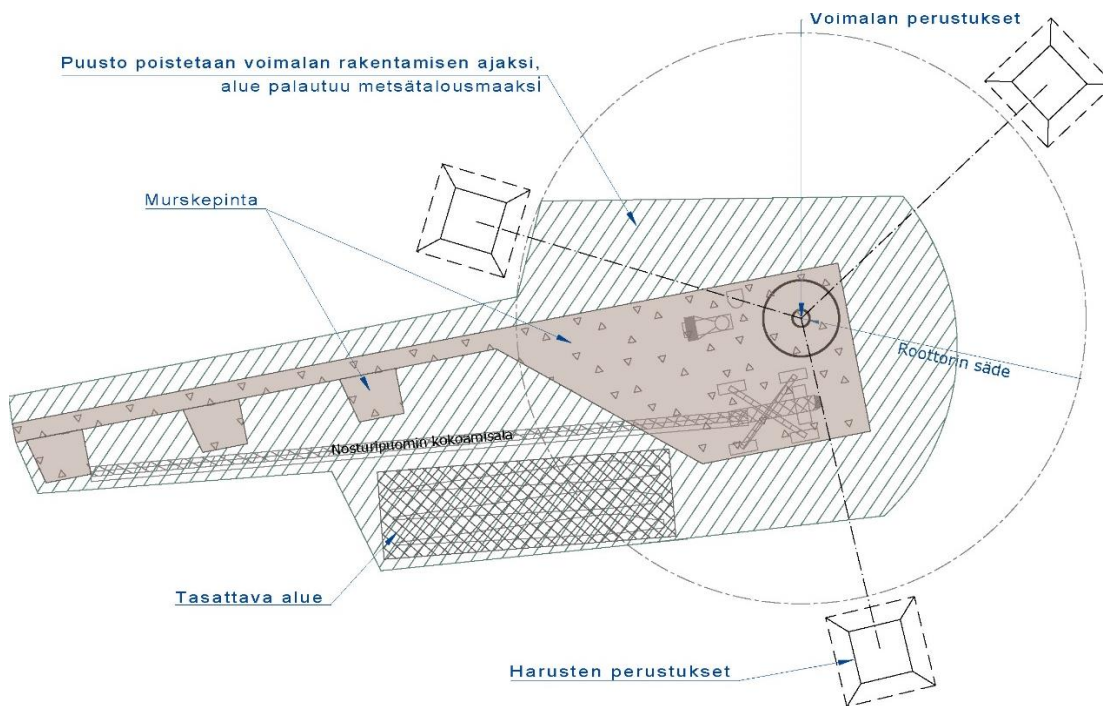 Voimalan perustukset
Puusto poistetaan voimalan rakentamisen ajaksi,
alue palautuu metsätalousmaaksi
Murskepinta
Roottorin säde
Nosturipuomin kokoamisala
Tasattava alue
Harusten perustukset